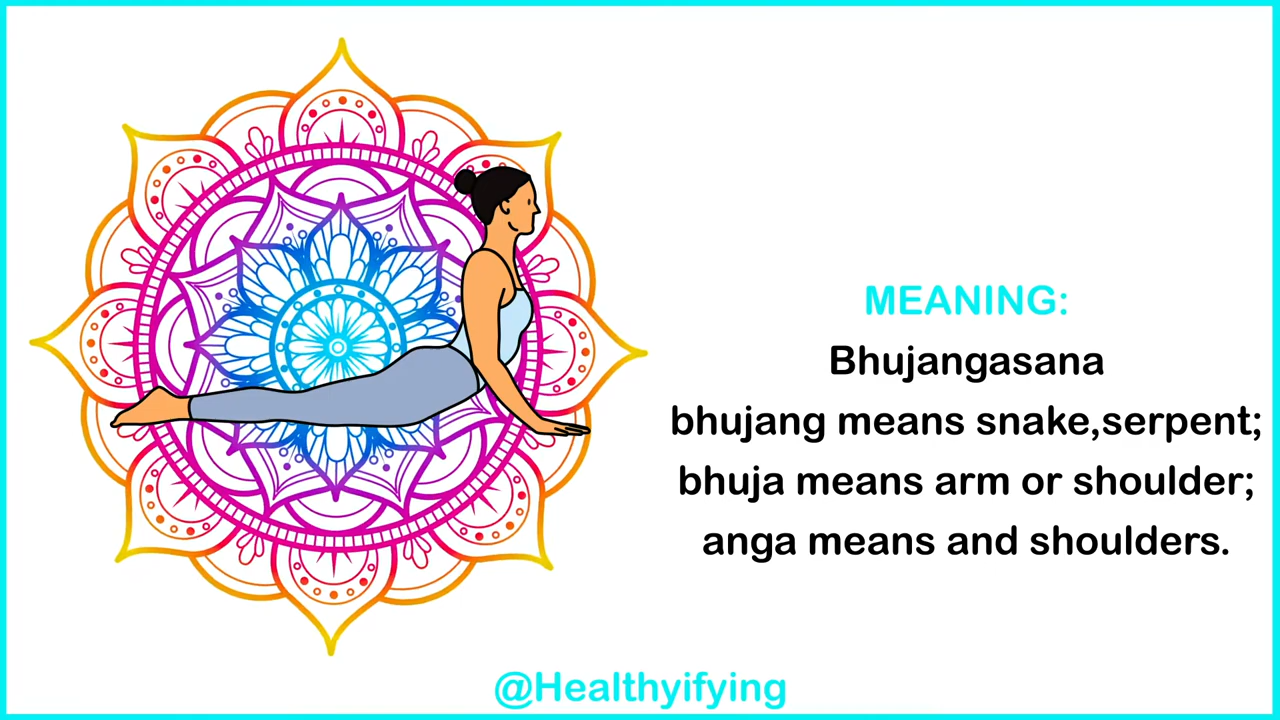 MEANING:
Bhujangasana
bhujang means snake,serpent;
bhuja means arm or shoulder;
anga means and shoulders.
@Healthyifying